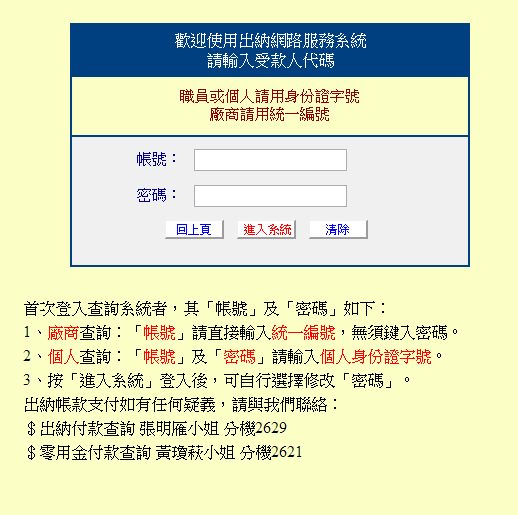 歡迎使用出納網路服務系統
請輸入受款人代碼
職員或個人請用身份證字號
廠商請用統一編號
帳號：
密碼：
回上頁 進入系統 清除
首次登入查詢系統者，其「帳號」及「密碼」如下：
1、廠商查詢：「帳號」請直接輸入統一編號，無須鍵入密碼。
2、個人查詢：「帳號」及「密碼」請輸入個人身份證字號。
3、按「進入系統」登入後，可自行選擇修改「密碼」。
出納帳款支付如有任何疑義，請與我們聯絡：
＄出納付款查詢 張明雁小姐 分機2629
＄零用金付款查詢 黃瓊萩小姐 分機2621